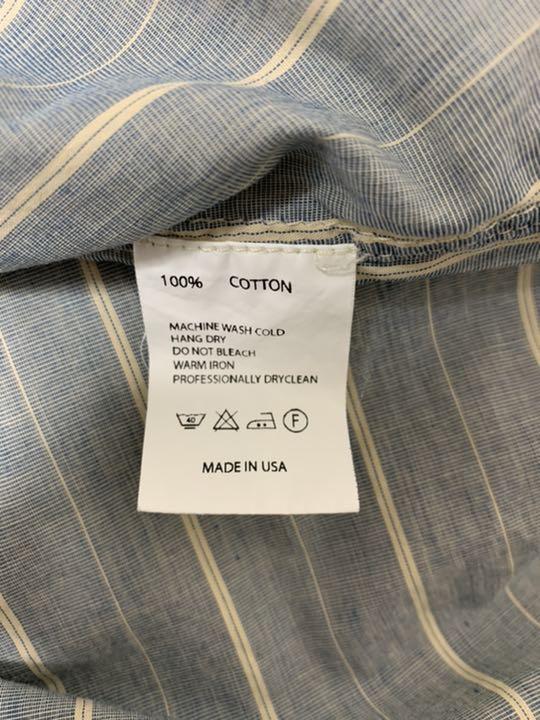 100% COTTON
MACHINE WASH COLD
HANG DRY
DO NOT BLEACH
WARM IRON
PROFESSIONALLY DRYCLEAN
40 F
MADE IN USA